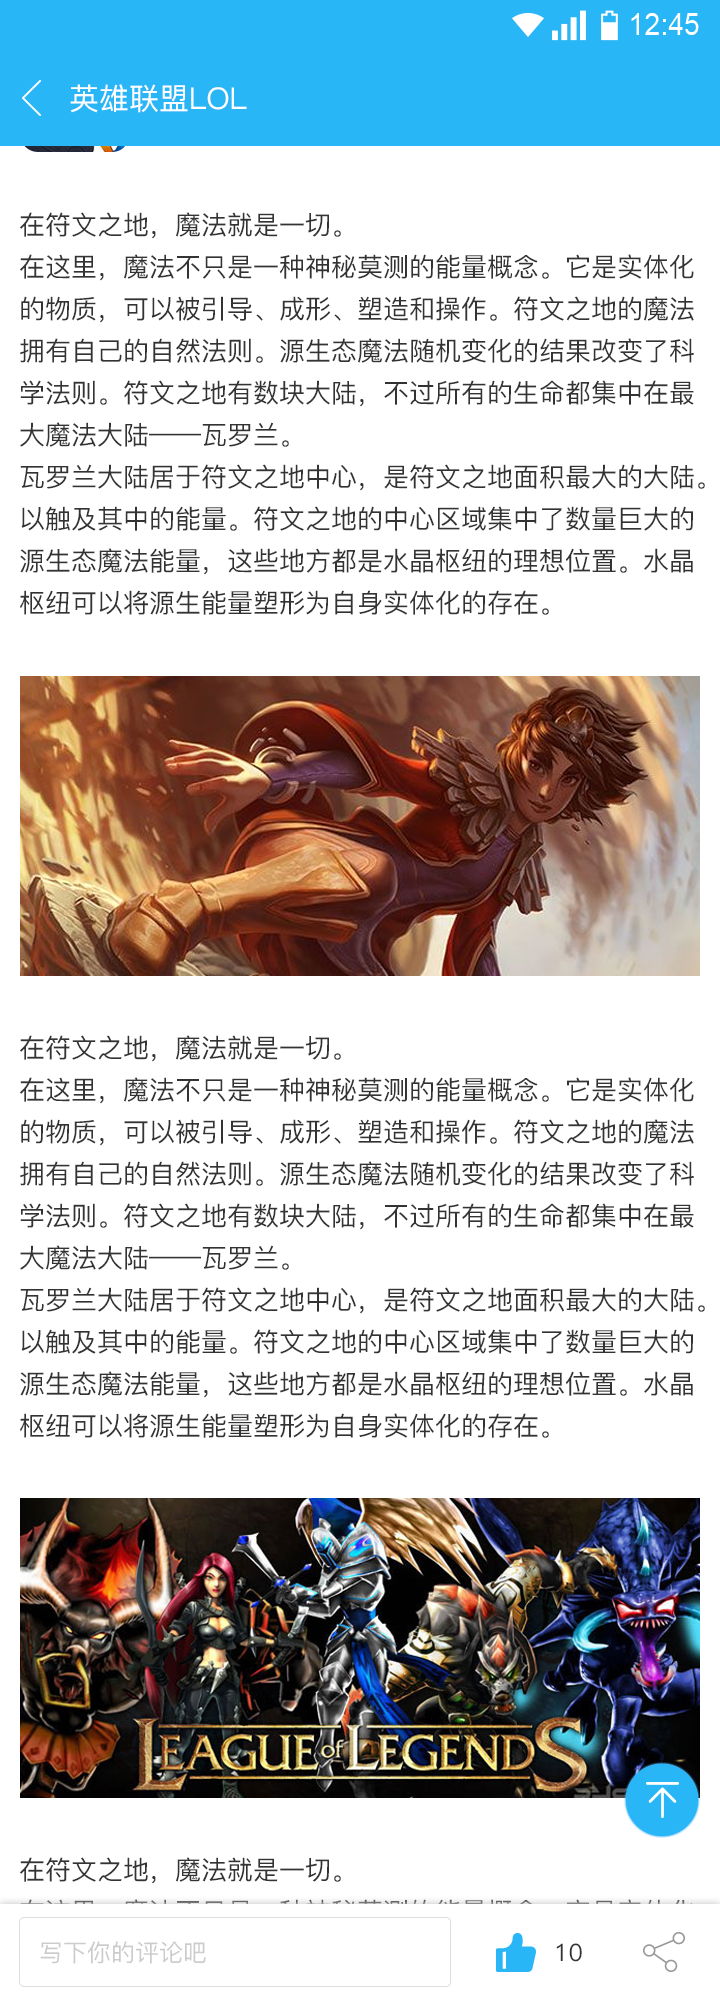 12:45
英雄联盟LOL
在符文之地，魔法就是一切。
在这里，魔法不只是一种神秘莫测的能量概念。它是实体化
的物质，可以被引导、成形、塑造和操作。符文之地的魔法
拥有自己的自然法则。源生态魔法随机变化的结果改变了科
学法则。符文之地有数块大陆，不过所有的生命都集中在最
大魔法大陆——瓦罗兰。
瓦罗兰大陆居于符文之地中心，是符文之地面积最大的大陆。
以触及其中的能量。符文之地的中心区域集中了数量巨大的
源生态魔法能量，这些地方都是水晶枢纽的理想位置。水晶
枢纽可以将源生能量塑形为自身实体化的存在。
在符文之地，魔法就是一切。
在这里，魔法不只是一种神秘莫测的能量概念。它是实体化
的物质，可以被引导、成形、塑造和操作。符文之地的魔法
拥有自己的自然法则。源生态魔法随机变化的结果改变了科
学法则。符文之地有数块大陆，不过所有的生命都集中在最
大魔法大陆——瓦罗兰。
瓦罗兰大陆居于符文之地中心，是符文之地面积最大的大陆。
以触及其中的能量。符文之地的中心区域集中了数量巨大的
源生态魔法能量，这些地方都是水晶枢纽的理想位置。水晶
枢纽可以将源生能量塑形为自身实体化的存在。
LEAGUE of LEGENDS
在符文之地，魔法就是一切。
写下你的评论吧
10